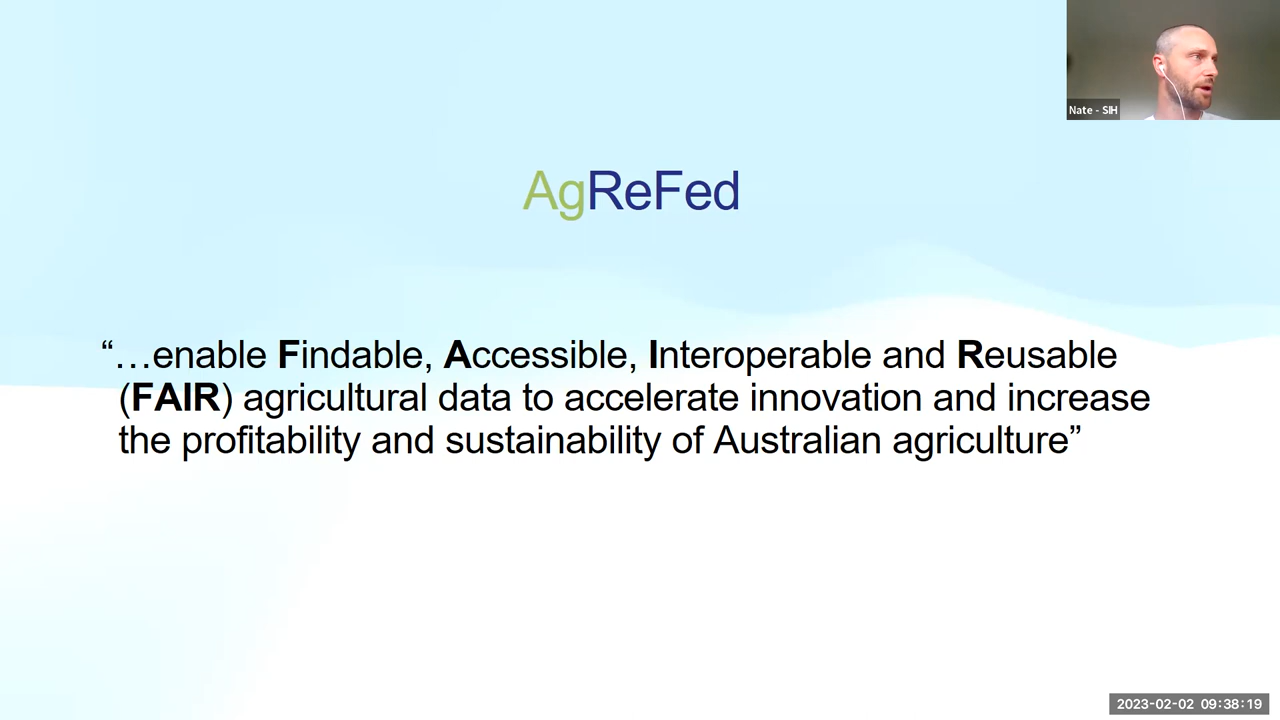 Nate - SIH
AgReFed
“…enable Findable, Accessible, Interoperable and Reusable
(FAIR) agricultural data to accelerate innovation and increase
the profitability and sustainability of Australian agriculture”
2023-02-02 09:38:19